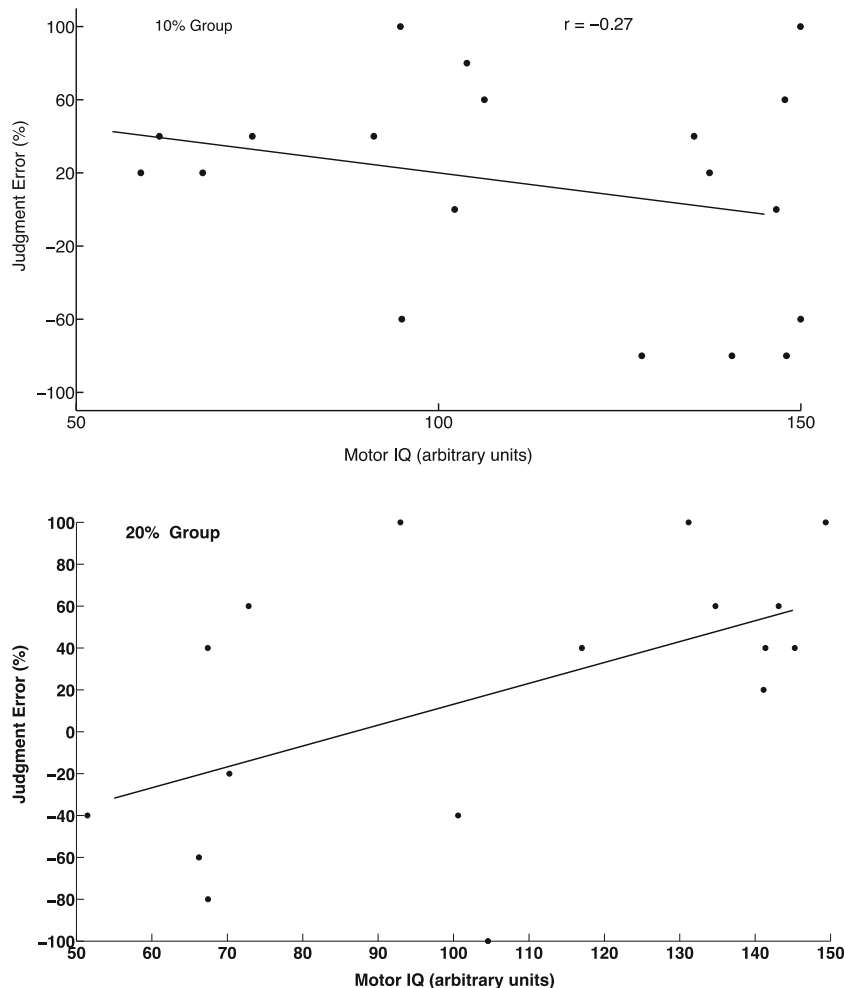 10% Group
r = −0.27
100
60
20
−20
−60
−100
Judgment Error (%)
50 100 150
Motor IQ (arbitrary units)
20% Group
100
80
60
40
20
0
−20
−40
−60
−80
−100
Judgment Error (%)
50 60 70 80 90 100 110 120 130 140 150
Motor IQ (arbitrary units)